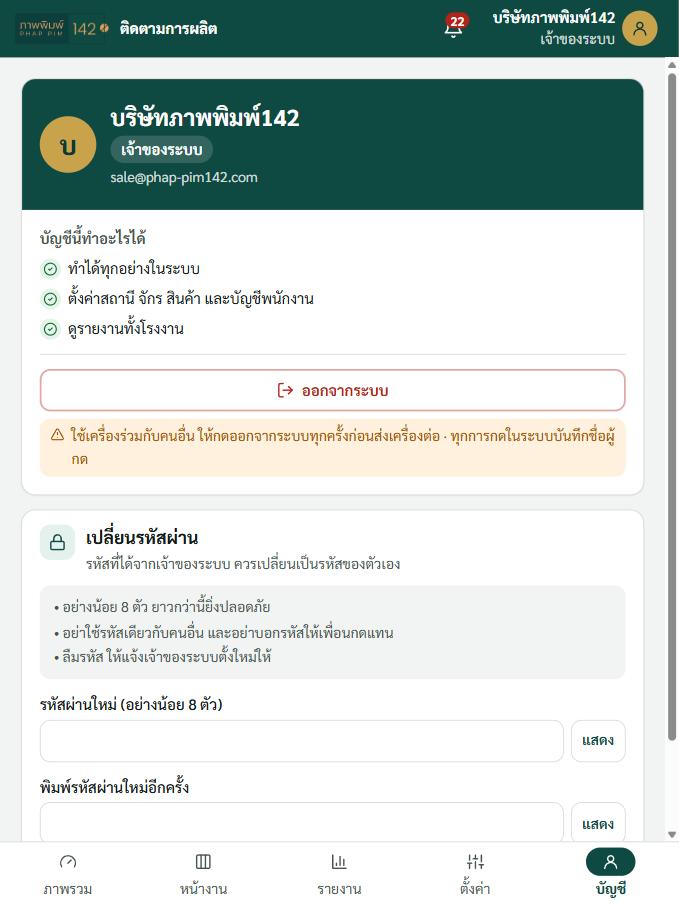 ภาพพิมพ์ 142
PHAP PIM
ติดตามการผลิต
22
บริษัทภาพพิมพ์142
เจ้าของระบบ
บ
บริษัทภาพพิมพ์142
เจ้าของระบบ
sale@phap-pim142.com
บัญชีนี้ทำอะไรได้
ทำได้ทุกอย่างในระบบ
ตั้งค่าสถานี จักร สินค้า และบัญชีพนักงาน
ดูรายงานทั้งโรงงาน
ออกจากระบบ
ใช้เครื่องร่วมกับคนอื่น ให้กดออกจากระบบทุกครั้งก่อนส่งเครื่องต่อ · ทุกการกดในระบบบันทึกชื่อผู้
กด
เปลี่ยนรหัสผ่าน
รหัสที่ได้จากเจ้าของระบบ ควรเปลี่ยนเป็นรหัสของตัวเอง
• อย่างน้อย 8 ตัว ยาวกว่านี้ยิ่งปลอดภัย
• อย่าใช้รหัสเดียวกับคนอื่น และอย่าบอกรหัสให้เพื่อนกดแทน
• ลืมรหัส ให้แจ้งเจ้าของระบบตั้งใหม่ให้
รหัสผ่านใหม่ (อย่างน้อย 8 ตัว)
แสดง
พิมพ์รหัสผ่านใหม่อีกครั้ง
แสดง
ภาพรวม
หน้างาน
รายงาน
ตั้งค่า
บัญชี